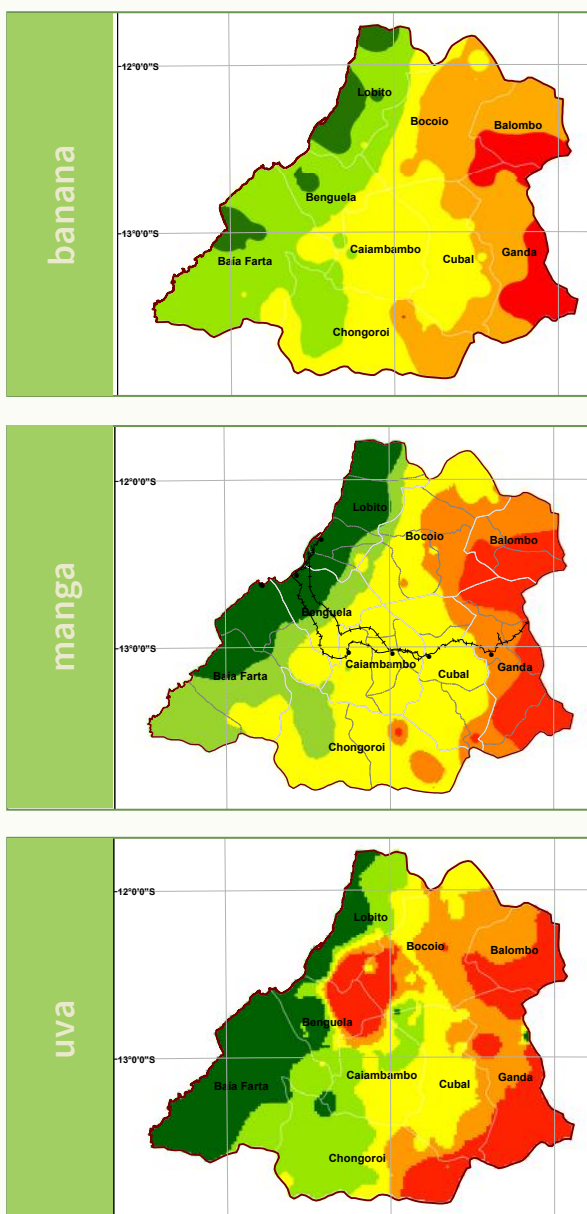 banana
12°0'0"S
13°0'0"S
Lobito
Bocoio
Balombo
Benguela
Caiambambo
Ganda
Cubal
Baía Farta
Chongoroi
manga
12°0'0"S
13°0'0"S
Lobito
Bocoio
Balombo
Benguela
Caiambambo
Ganda
Cubal
Baía Farta
Chongoroi
uva
12°0'0"S
13°0'0"S
Lobito
Bocoio
Balombo
Benguela
Caiambambo
Ganda
Cubal
Baía Farta
Chongoroi